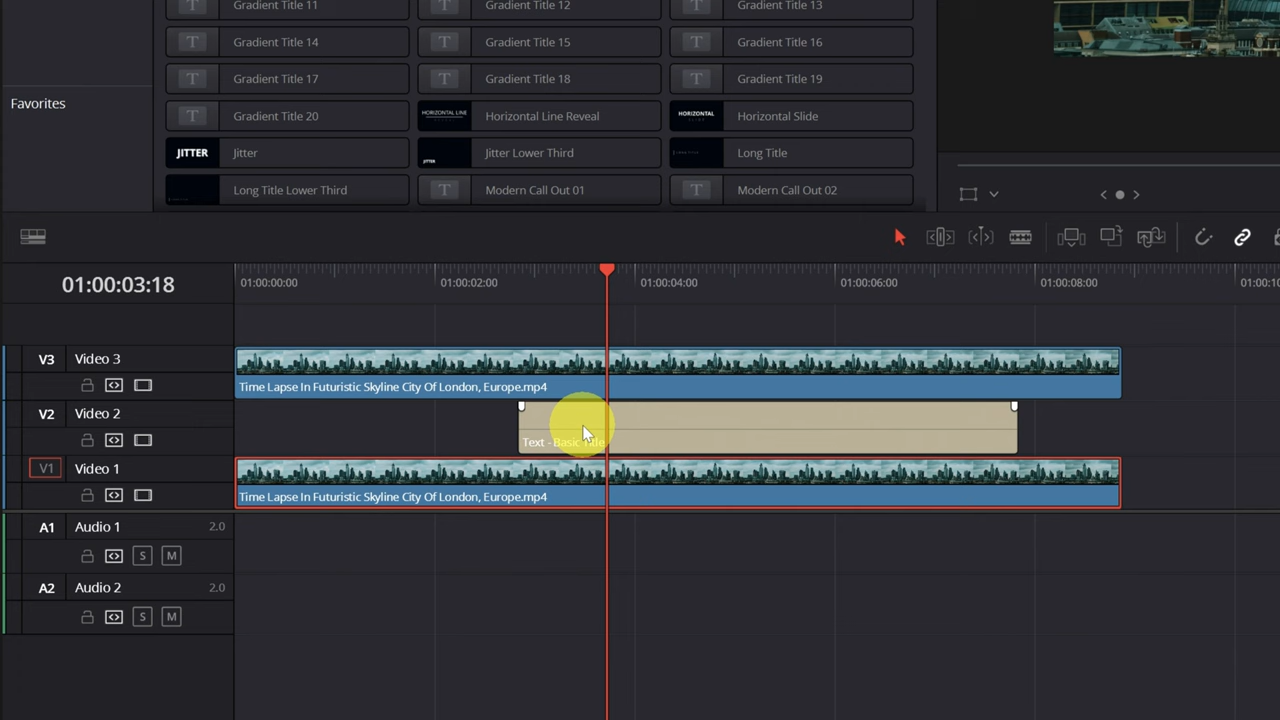 Gradient Title 11
Gradient Title 12
Gradient Title 13
Gradient Title 14
Gradient Title 15
Gradient Title 16
Gradient Title 17
Gradient Title 18
Gradient Title 19
Favorites
Gradient Title 20
HORIZONTAL LINE
Horizontal Line Reveal
HORIZONTAL
Horizontal Slide
JITTER
Jitter
JITTER
Jitter Lower Third
Long Title
Long Title Lower Third
Modern Call Out 01
Modern Call Out 02
01:00:03:18
01:00:00:00
01:00:02:00
01:00:04:00
01:00:06:00
01:00:08:00
01:00:10
V3 Video 3
Time Lapse In Futuristic Skyline City Of London, Europe.mp4
V2 Video 2
Text - Basic Title
V1 Video 1
Time Lapse In Futuristic Skyline City Of London, Europe.mp4
A1 Audio 1 2.0
S M
A2 Audio 2 2.0
S M